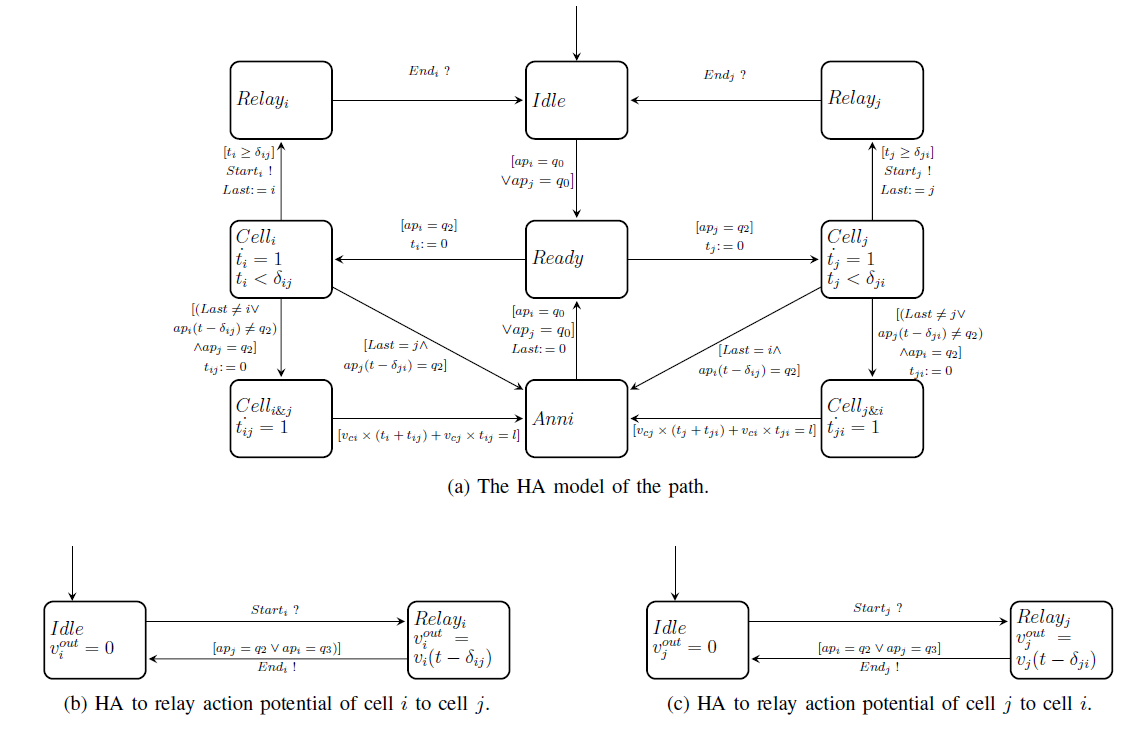 End_i ?
End_j ?
Relay_i
Idle
Relay_j
[t_i ≥ δ_ij]
Start_i !
Last := i
[ap_i = q_0
∨ap_j = q_0]
[t_j ≥ δ_ji]
Start_j !
Last := j
Cell_i
ṫ_i = 1
t_i < δ_ij
[ap_i = q_2]
t_i := 0
Ready
[ap_j = q_2]
t_j := 0
Cell_j
ṫ_j = 1
t_j < δ_ji
[(Last ≠ i∨
ap_i(t − δ_ij) ≠ q_2)
∧ap_j = q_2]
t_ij := 0
[Last = j∧
ap_j(t − δ_ji) = q_2]
[ap_i = q_0
∨ap_j = q_0]
Last := 0
[Last = i∧
ap_i(t − δ_ij) = q_2]
[(Last ≠ j∨
ap_j(t − δ_ji) ≠ q_2)
∧ap_i = q_2]
t_ji := 0
Cell_i&j
ṫ_ij = 1
[v_ci × (t_i + t_ij) + v_cj × t_ij = l]
Anni
[v_cj × (t_j + t_ji) + v_ci × t_ji = l]
Cell_j&i
ṫ_ji = 1
(a) The HA model of the path.
Idle
v_i^out = 0
Start_i ?
[ap_j = q_2 ∨ ap_i = q_3)]
End_i !
Relay_i
v_i^out =
v_i(t − δ_ij)
(b) HA to relay action potential of cell i to cell j.
Idle
v_j^out = 0
Start_j ?
[ap_i = q_2 ∨ ap_j = q_3]
End_j !
Relay_j
v_j^out =
v_j(t − δ_ji)
(c) HA to relay action potential of cell j to cell i.